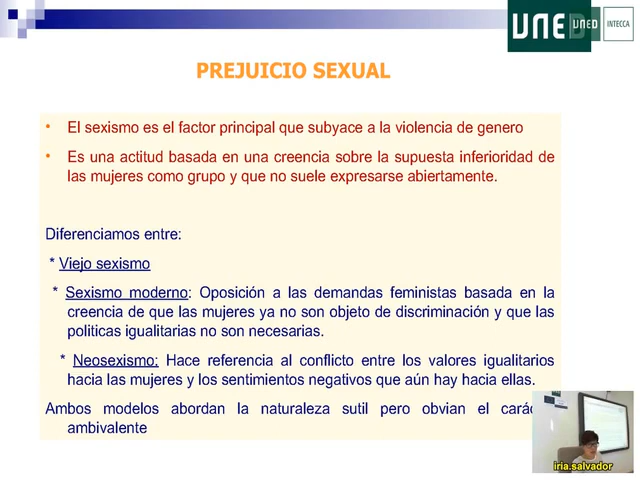 UNED
UNED
INTECCA
PREJUICIO SEXUAL
• El sexismo es el factor principal que subyace a la violencia de genero
• Es una actitud basada en una creencia sobre la supuesta inferioridad de
las mujeres como grupo y que no suele expresarse abiertamente.
Diferenciamos entre:
* Viejo sexismo
* Sexismo moderno: Oposición a las demandas feministas basada en la
creencia de que las mujeres ya no son objeto de discriminación y que las
politicas igualitarias no son necesarias.
* Neosexismo: Hace referencia al conflicto entre los valores igualitarios
hacia las mujeres y los sentimientos negativos que aún hay hacia ellas.
Ambos modelos abordan la naturaleza sutil pero obvian el
ambivalente
iria.salvador